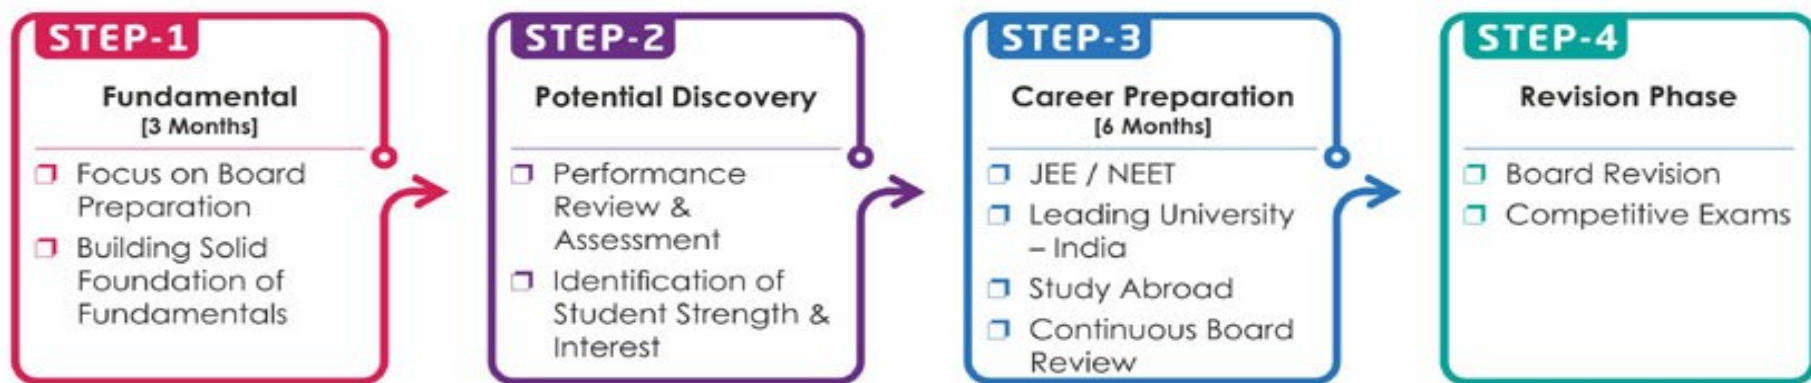 STEP-1
Fundamental
[3 Months]
Focus on Board
Preparation
Building Solid
Foundation of
Fundamentals
STEP-2
Potential Discovery
Performance
Review &
Assessment
Identification of
Student Strength &
Interest
STEP-3
Career Preparation
[6 Months]
JEE / NEET
Leading University
– India
Study Abroad
Continuous Board
Review
STEP-4
Revision Phase
Board Revision
Competitive Exams